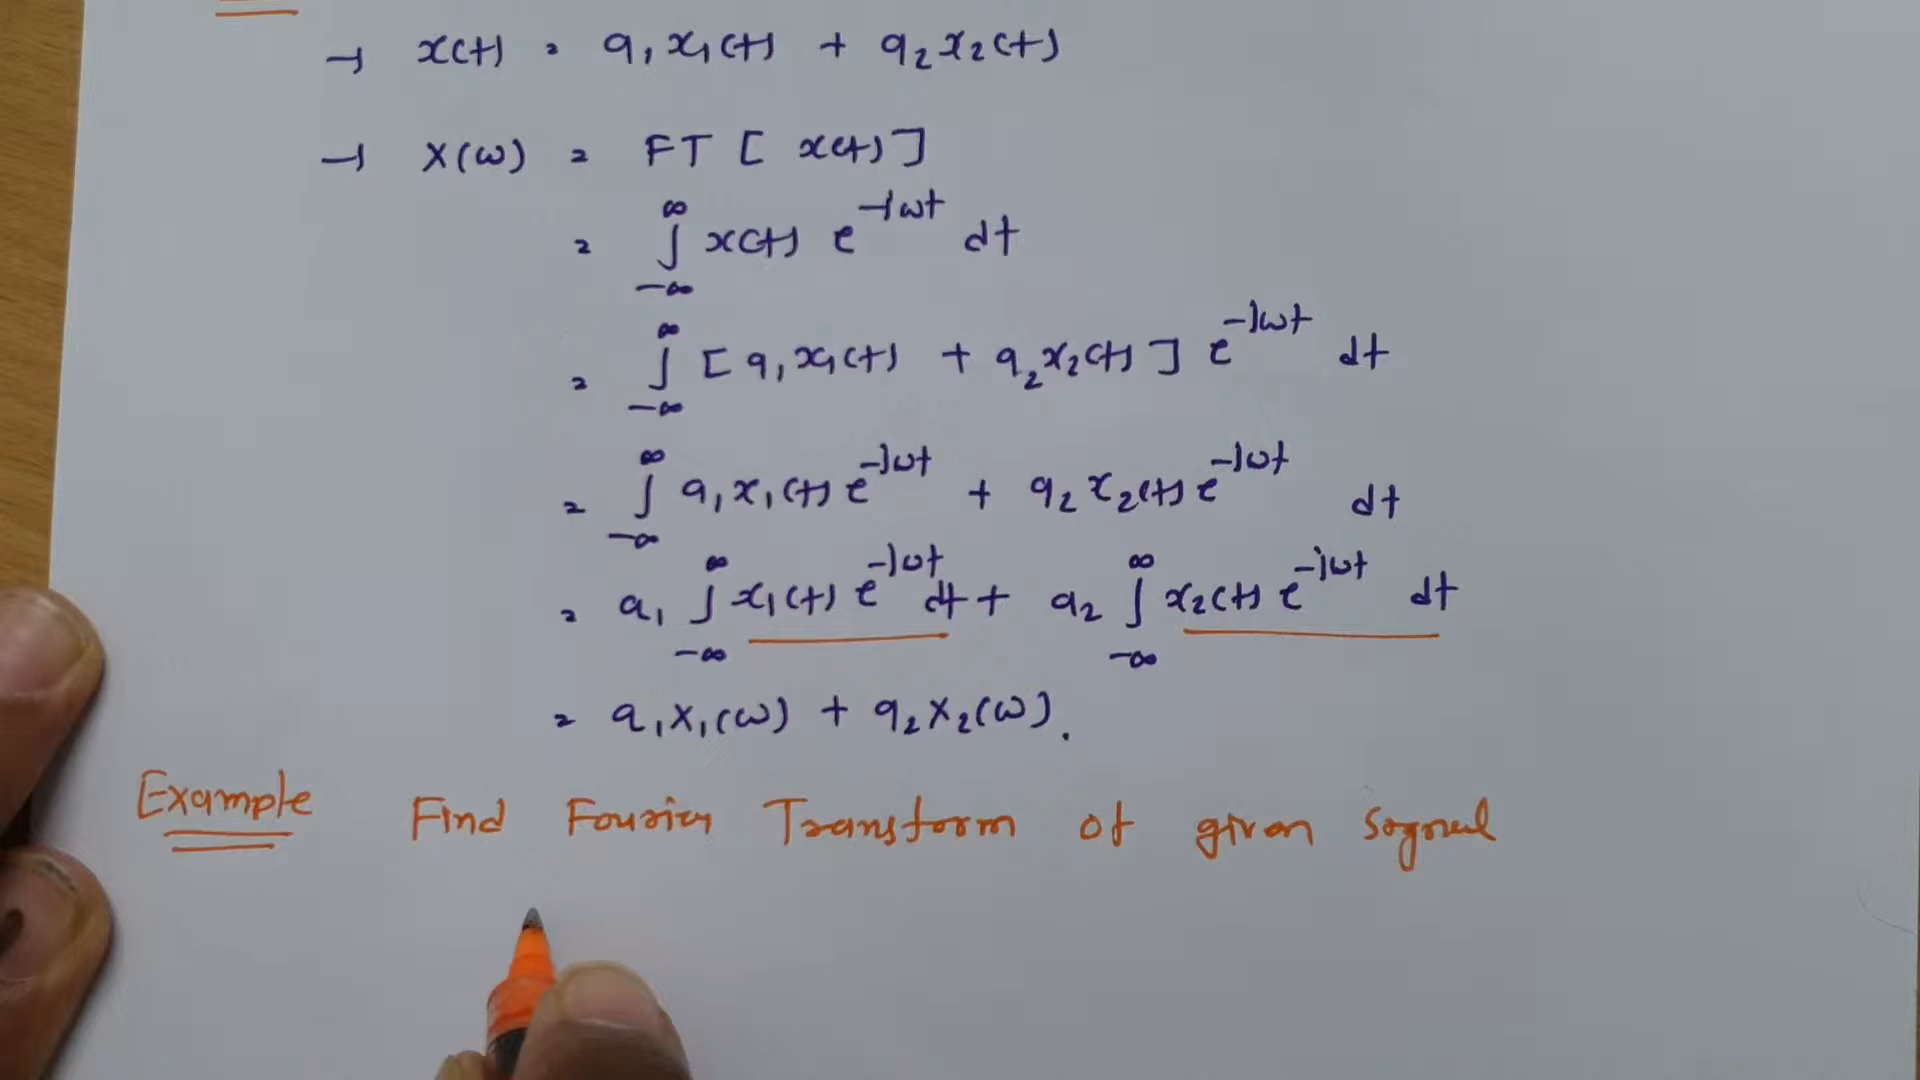 → x(t) = a₁x₁(t) + a₂x₂(t)
→ X(ω) = FT [ x(t) ]
= ∫_{-∞}^{∞} x(t) e^{-jωt} dt
= ∫_{-∞}^{∞} [ a₁x₁(t) + a₂x₂(t) ] e^{-jωt} dt
= ∫_{-∞}^{∞} a₁x₁(t) e^{-jωt} + a₂x₂(t) e^{-jωt} dt
= a₁ ∫_{-∞}^{∞} x₁(t) e^{-jωt} dt + a₂ ∫_{-∞}^{∞} x₂(t) e^{-jωt} dt
= a₁X₁(ω) + a₂X₂(ω).
Example Find Fourier Transform of given signal